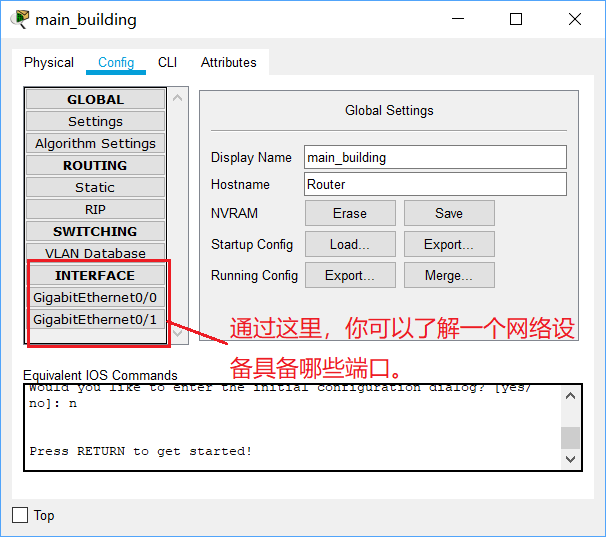 main_building
Physical Config CLI Attributes
GLOBAL
Settings
Algorithm Settings
ROUTING
Static
RIP
SWITCHING
VLAN Database
INTERFACE
GigabitEthernet0/0
GigabitEthernet0/1
Global Settings
Display Name main_building
Hostname Router
NVRAM Erase Save
Startup Config Load... Export...
Running Config Export... Merge...
通过这里，你可以了解一个网络设
备具备哪些端口。
Equivalent IOS Commands
Would you like to enter the initial configuration dialog? [yes/
no]: n
Press RETURN to get started!
Top